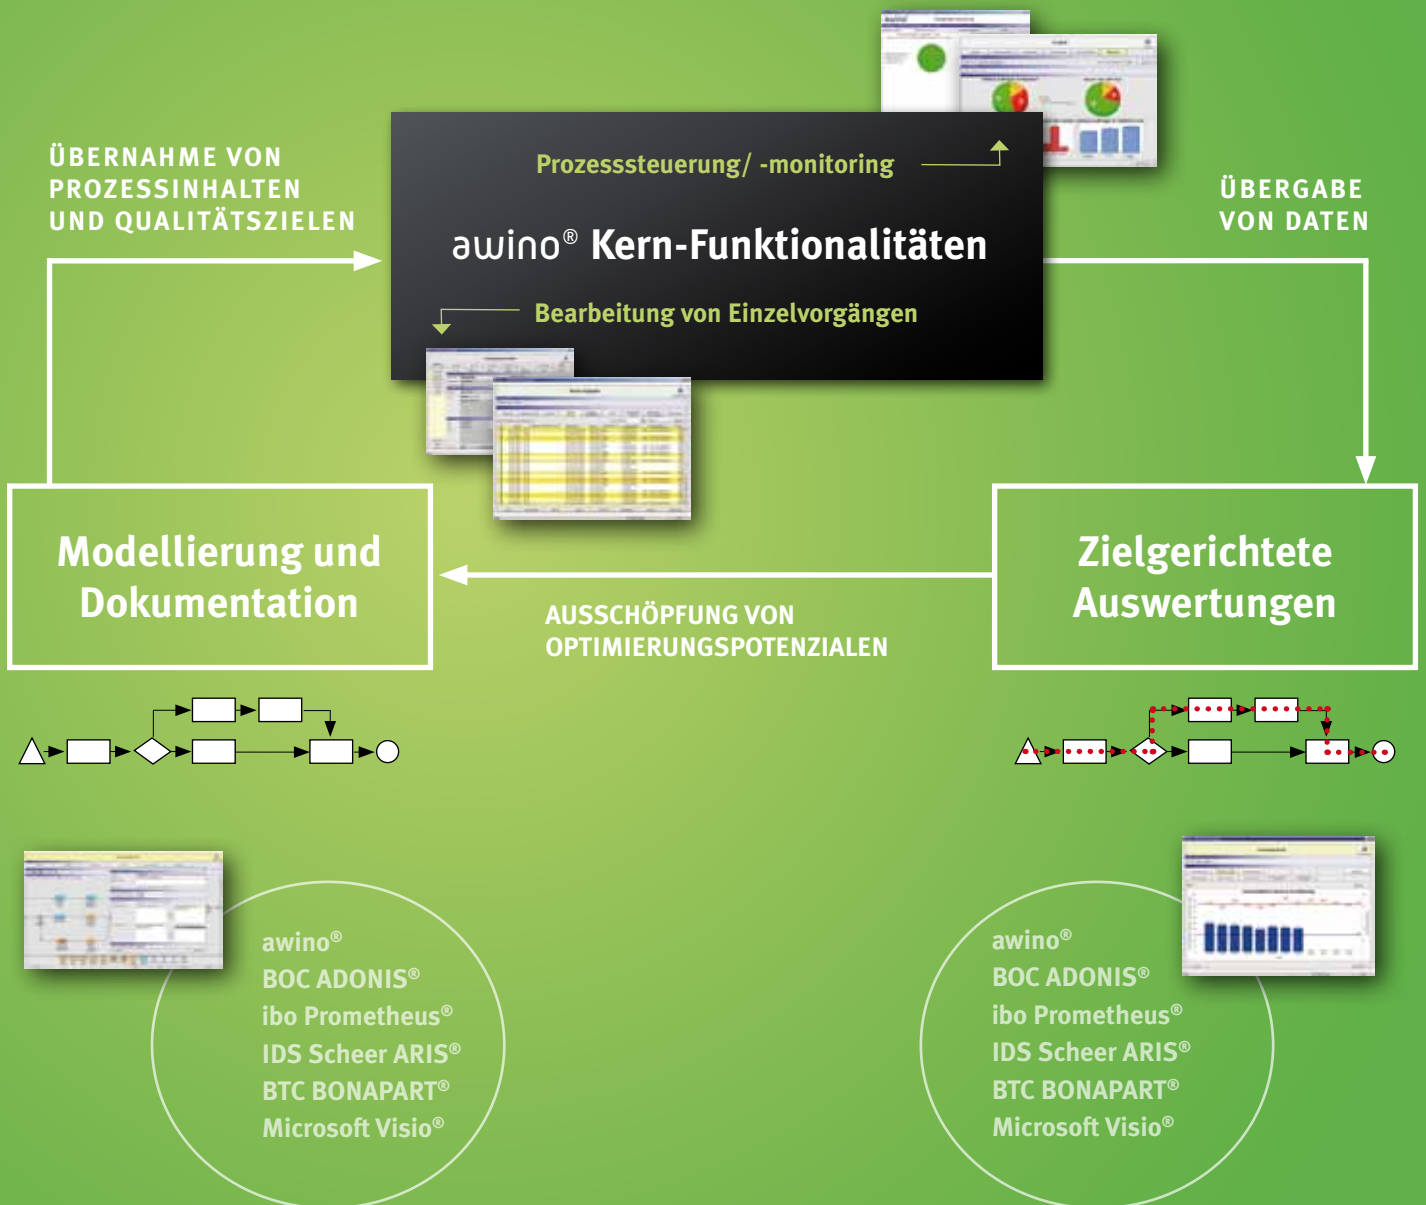 ÜBERNAHME VON
PROZESSINHALTEN
UND QUALITÄTSZIELEN
Prozesssteuerung/ -monitoring
awino® Kern-Funktionalitäten
Bearbeitung von Einzelvorgängen
ÜBERGABE
VON DATEN
Modellierung und
Dokumentation
AUSSCHÖPFUNG VON
OPTIMIERUNGSPOTENZIALEN
Zielgerichtete
Auswertungen
awino®
BOC ADONIS®
ibo Prometheus®
IDS Scheer ARIS®
BTC BONAPART®
Microsoft Visio®
awino®
BOC ADONIS®
ibo Prometheus®
IDS Scheer ARIS®
BTC BONAPART®
Microsoft Visio®